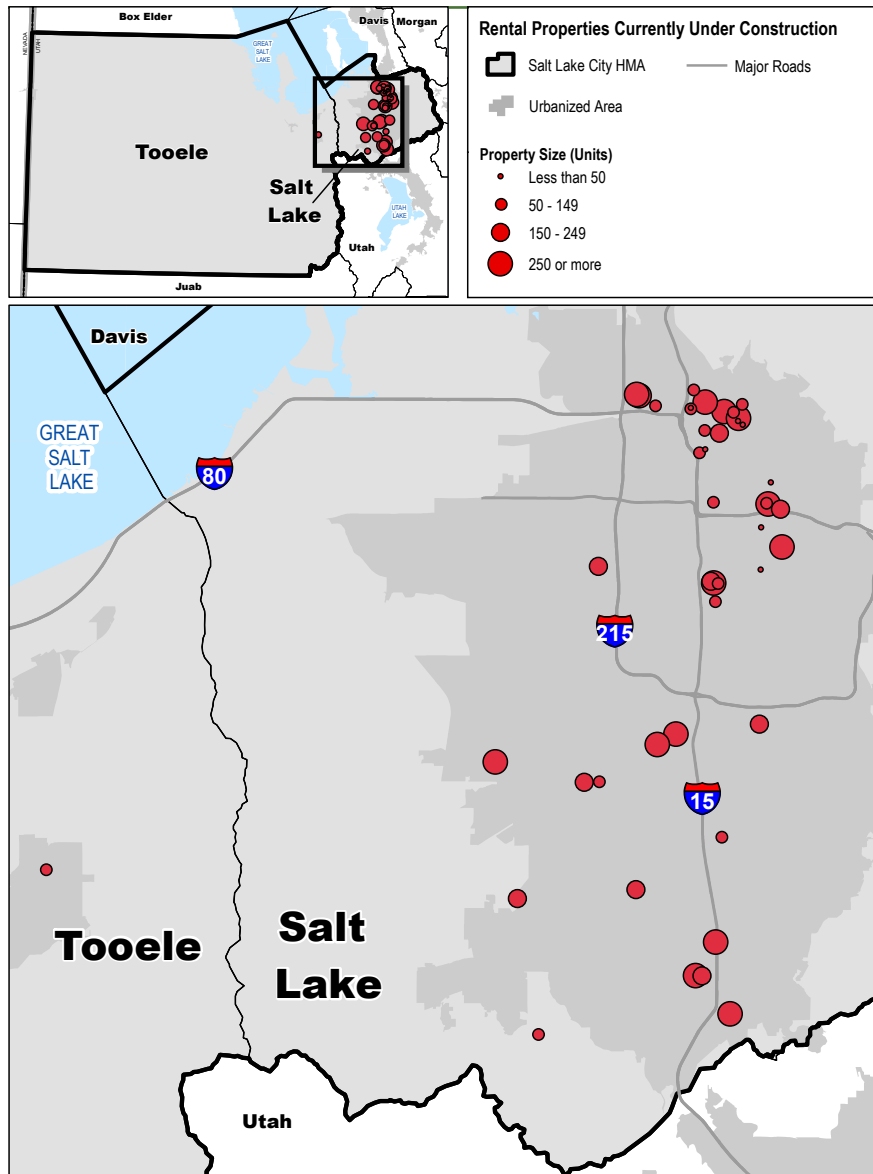 Box Elder
Davis
Morgan
NEVADA
UTAH
GREAT
SALT
LAKE
Tooele
Salt
Lake
UTAH
LAKE
Utah
Juab
Rental Properties Currently Under Construction
Salt Lake City HMA
Major Roads
Urbanized Area
Property Size (Units)
Less than 50
50 - 149
150 - 249
250 or more
Davis
GREAT
SALT
LAKE
80
215
15
Tooele
Salt
Lake
Utah